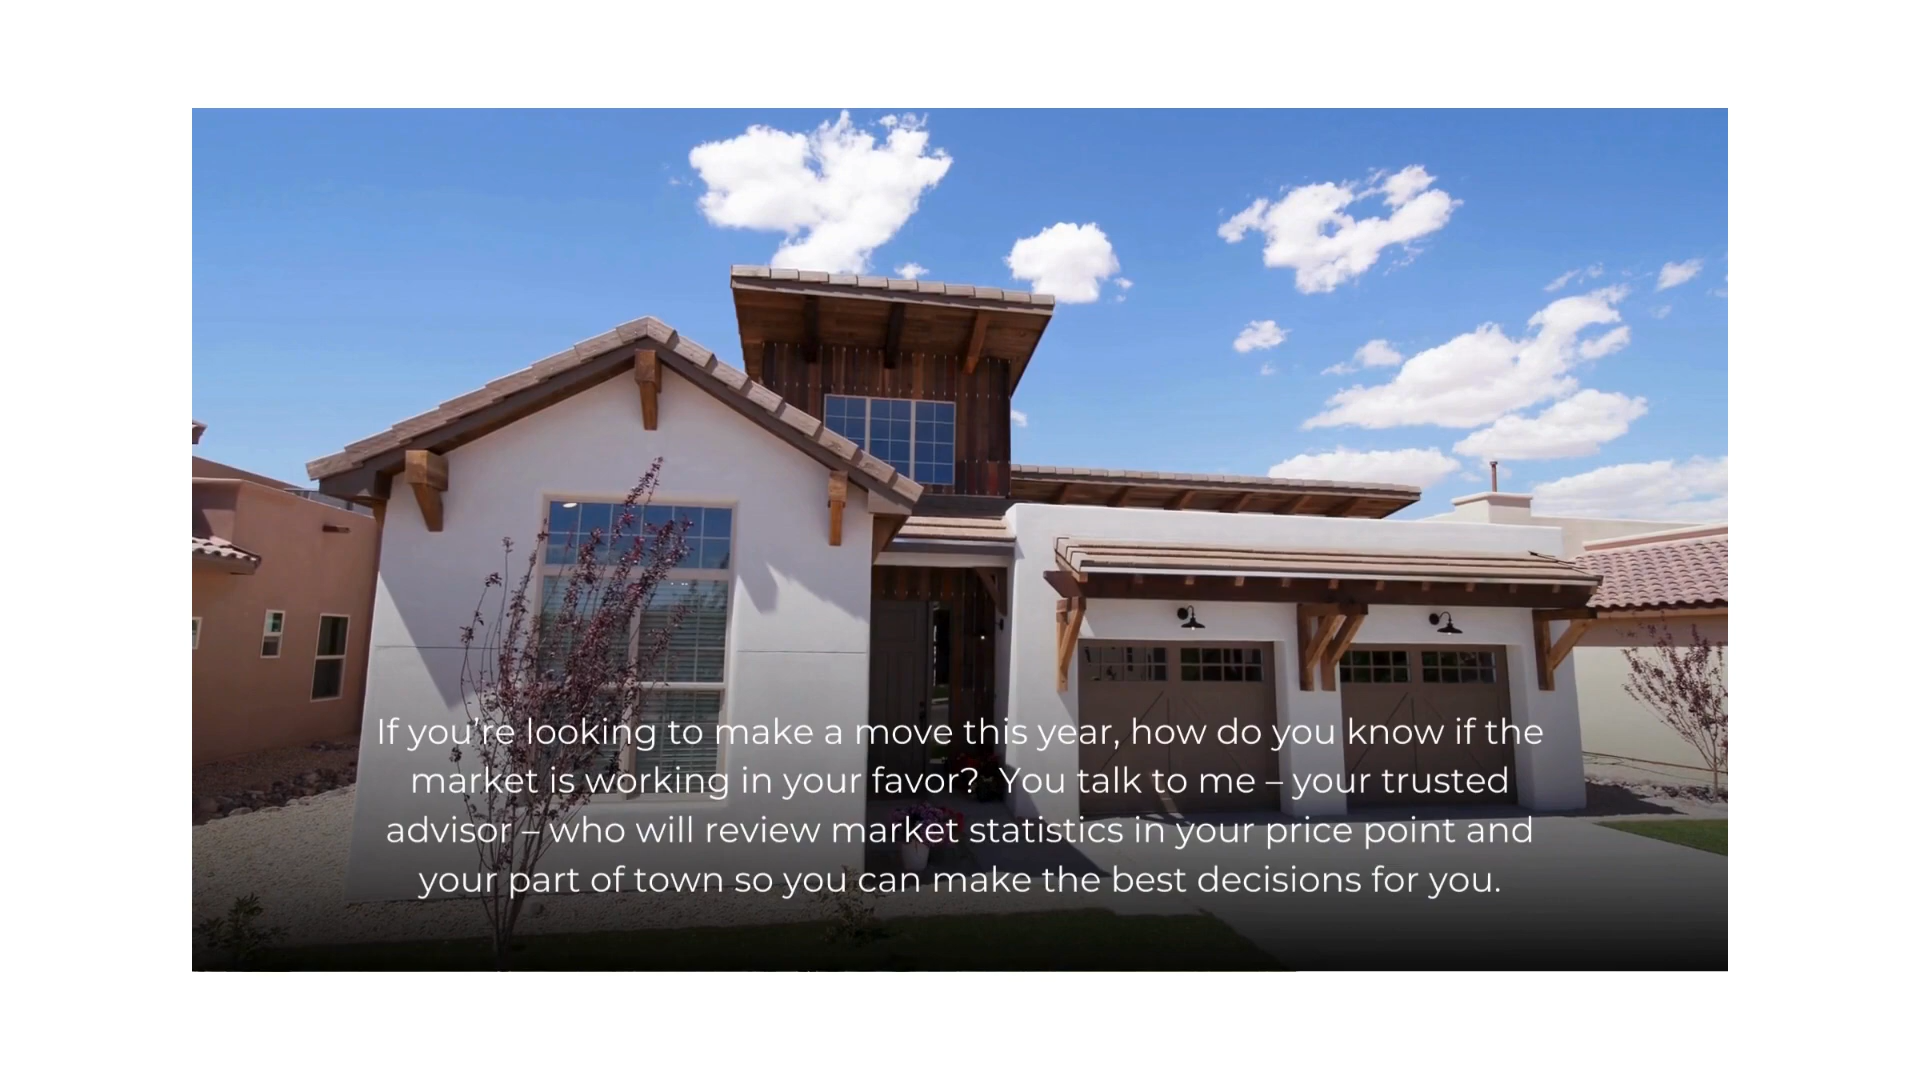 If you’re looking to make a move this year, how do you know if the
market is working in your favor?  You talk to me – your trusted
advisor – who will review market statistics in your price point and
your part of town so you can make the best decisions for you.